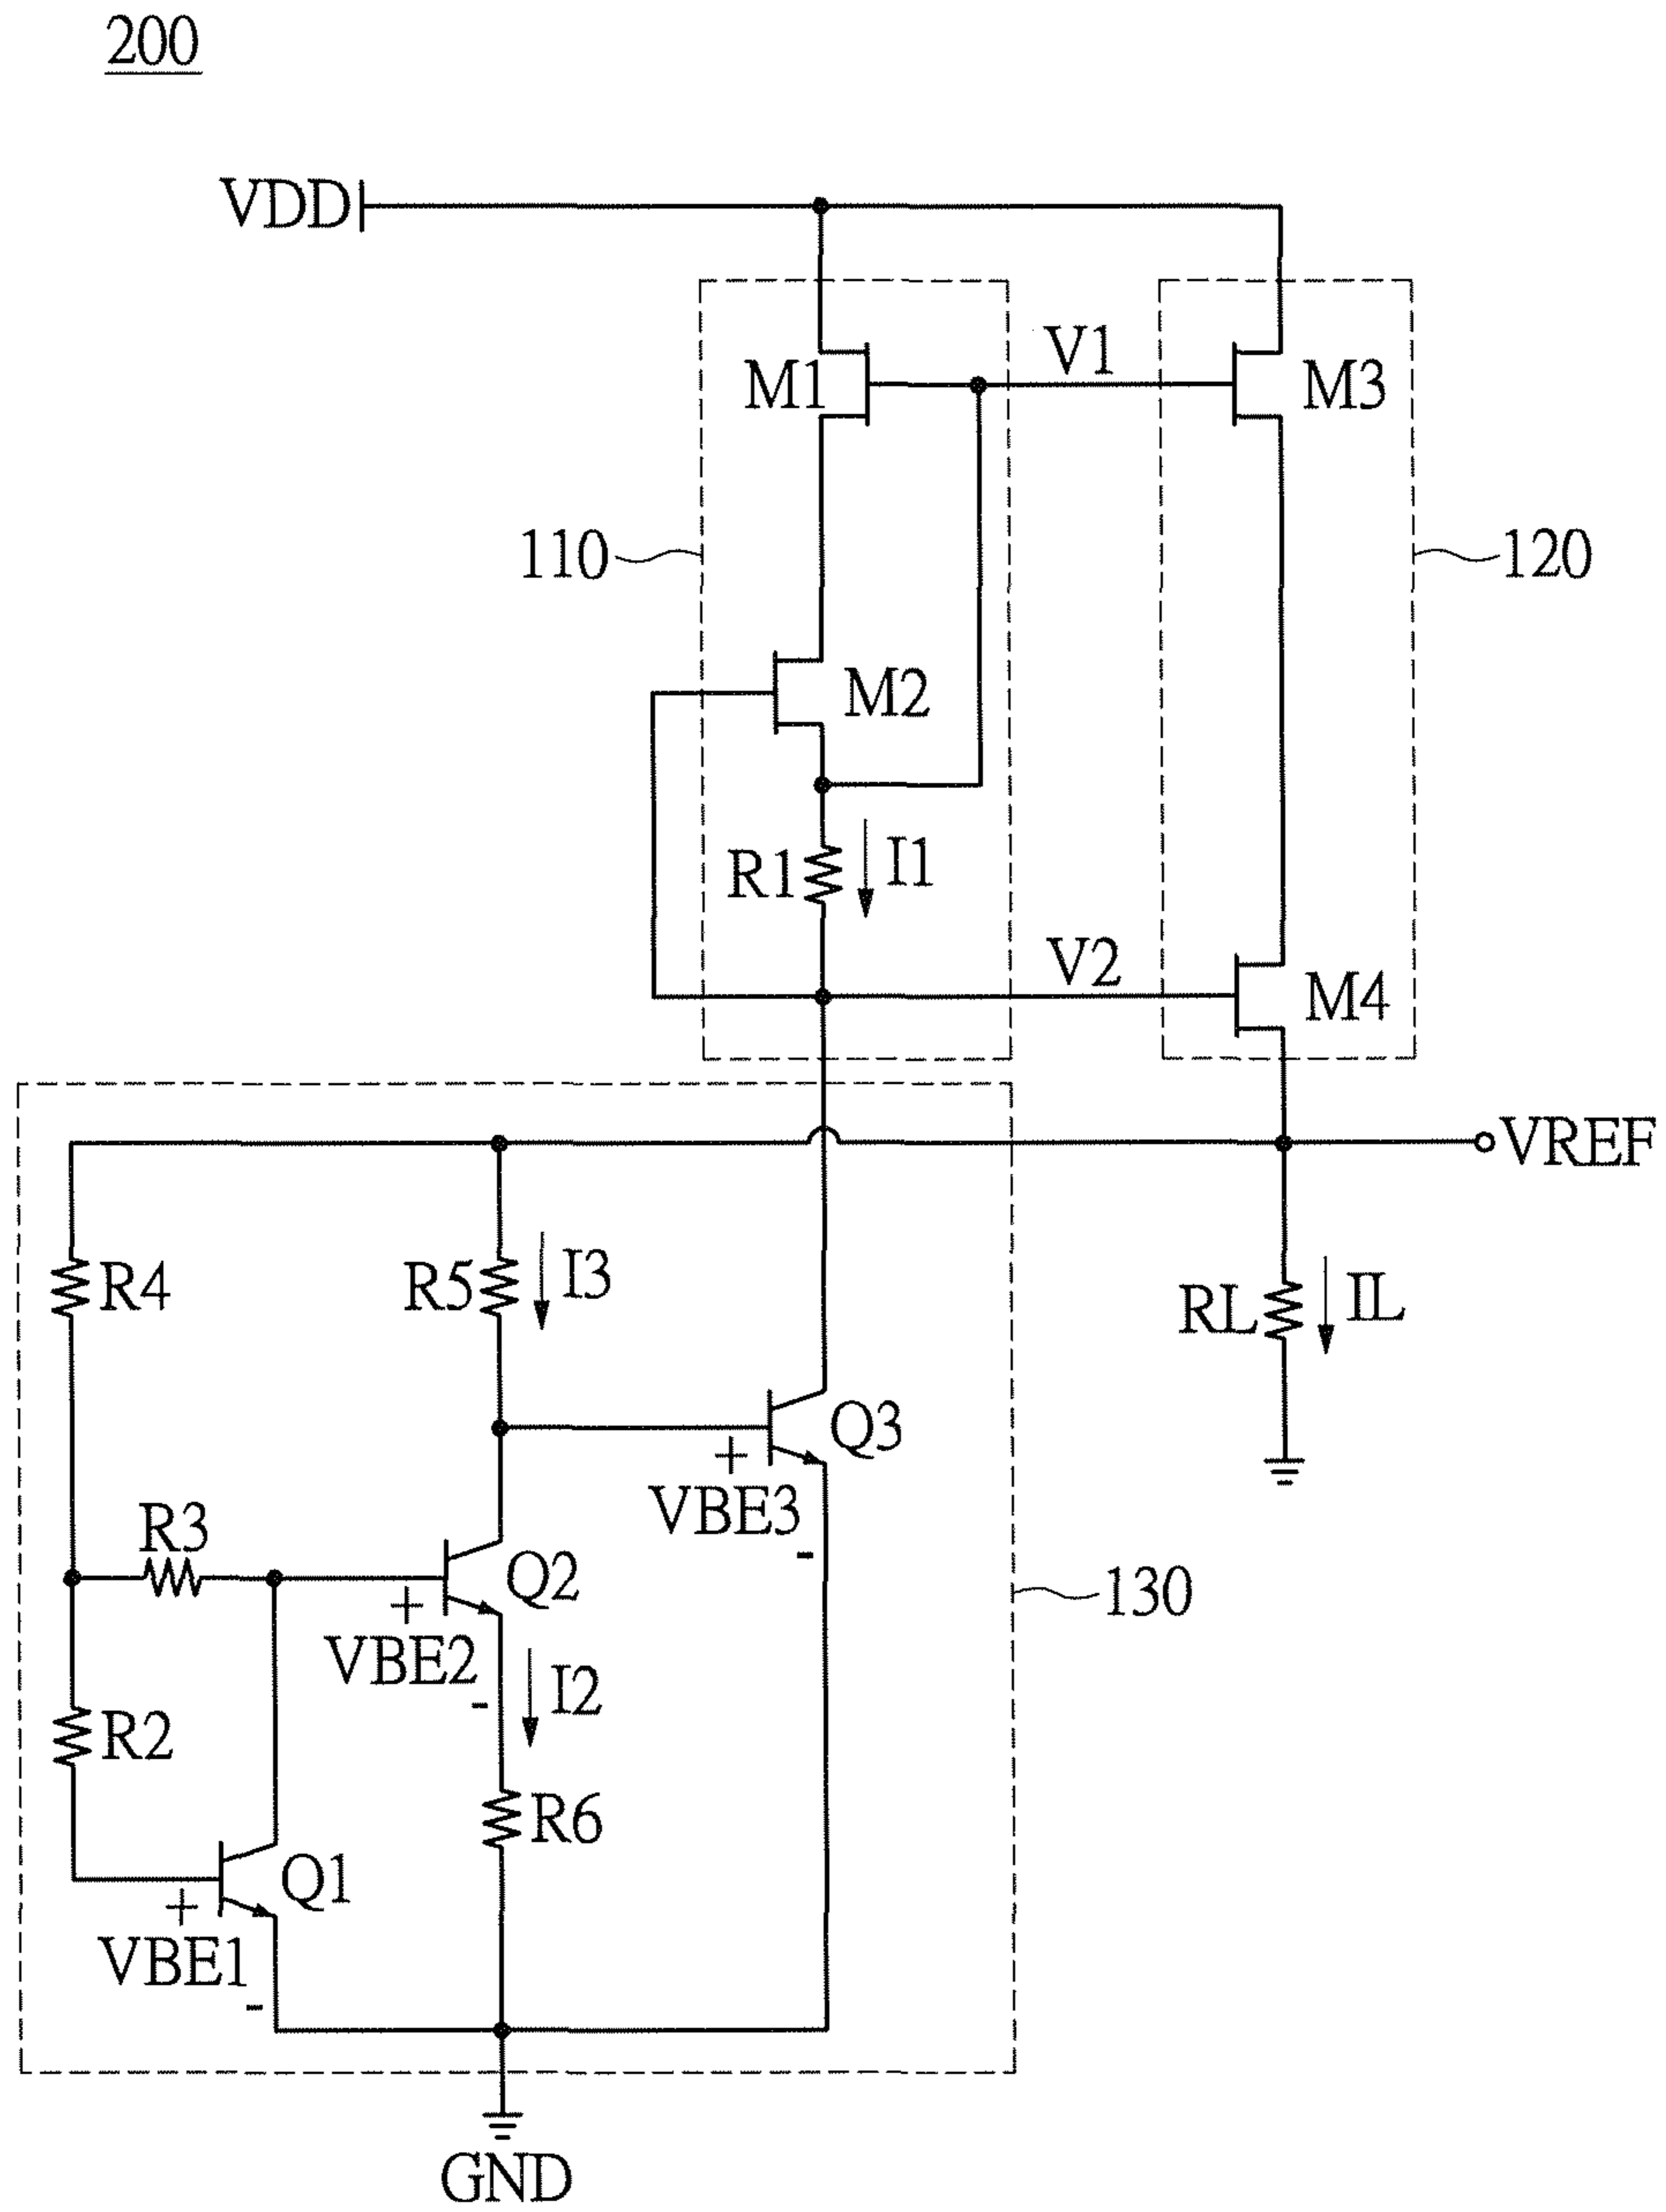 200
VDD
M1
V1
M3
110
120
M2
R1
I1
V2
M4
VREF
R4
R5
I3
RL
IL
Q3
+
VBE3
-
R3
Q2
+
VBE2
-
130
I2
R2
R6
Q1
+
VBE1
-
GND